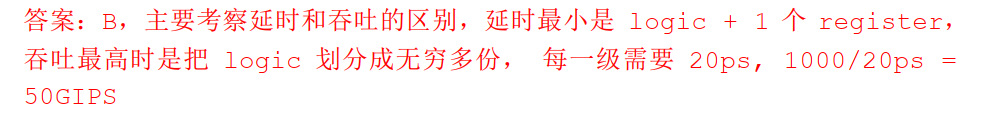 答案：B，主要考察延时和吞吐的区别，延时最小是 logic + 1 个 register，
吞吐最高时是把 logic 划分成无穷多份， 每一级需要 20ps, 1000/20ps =
50GIPS